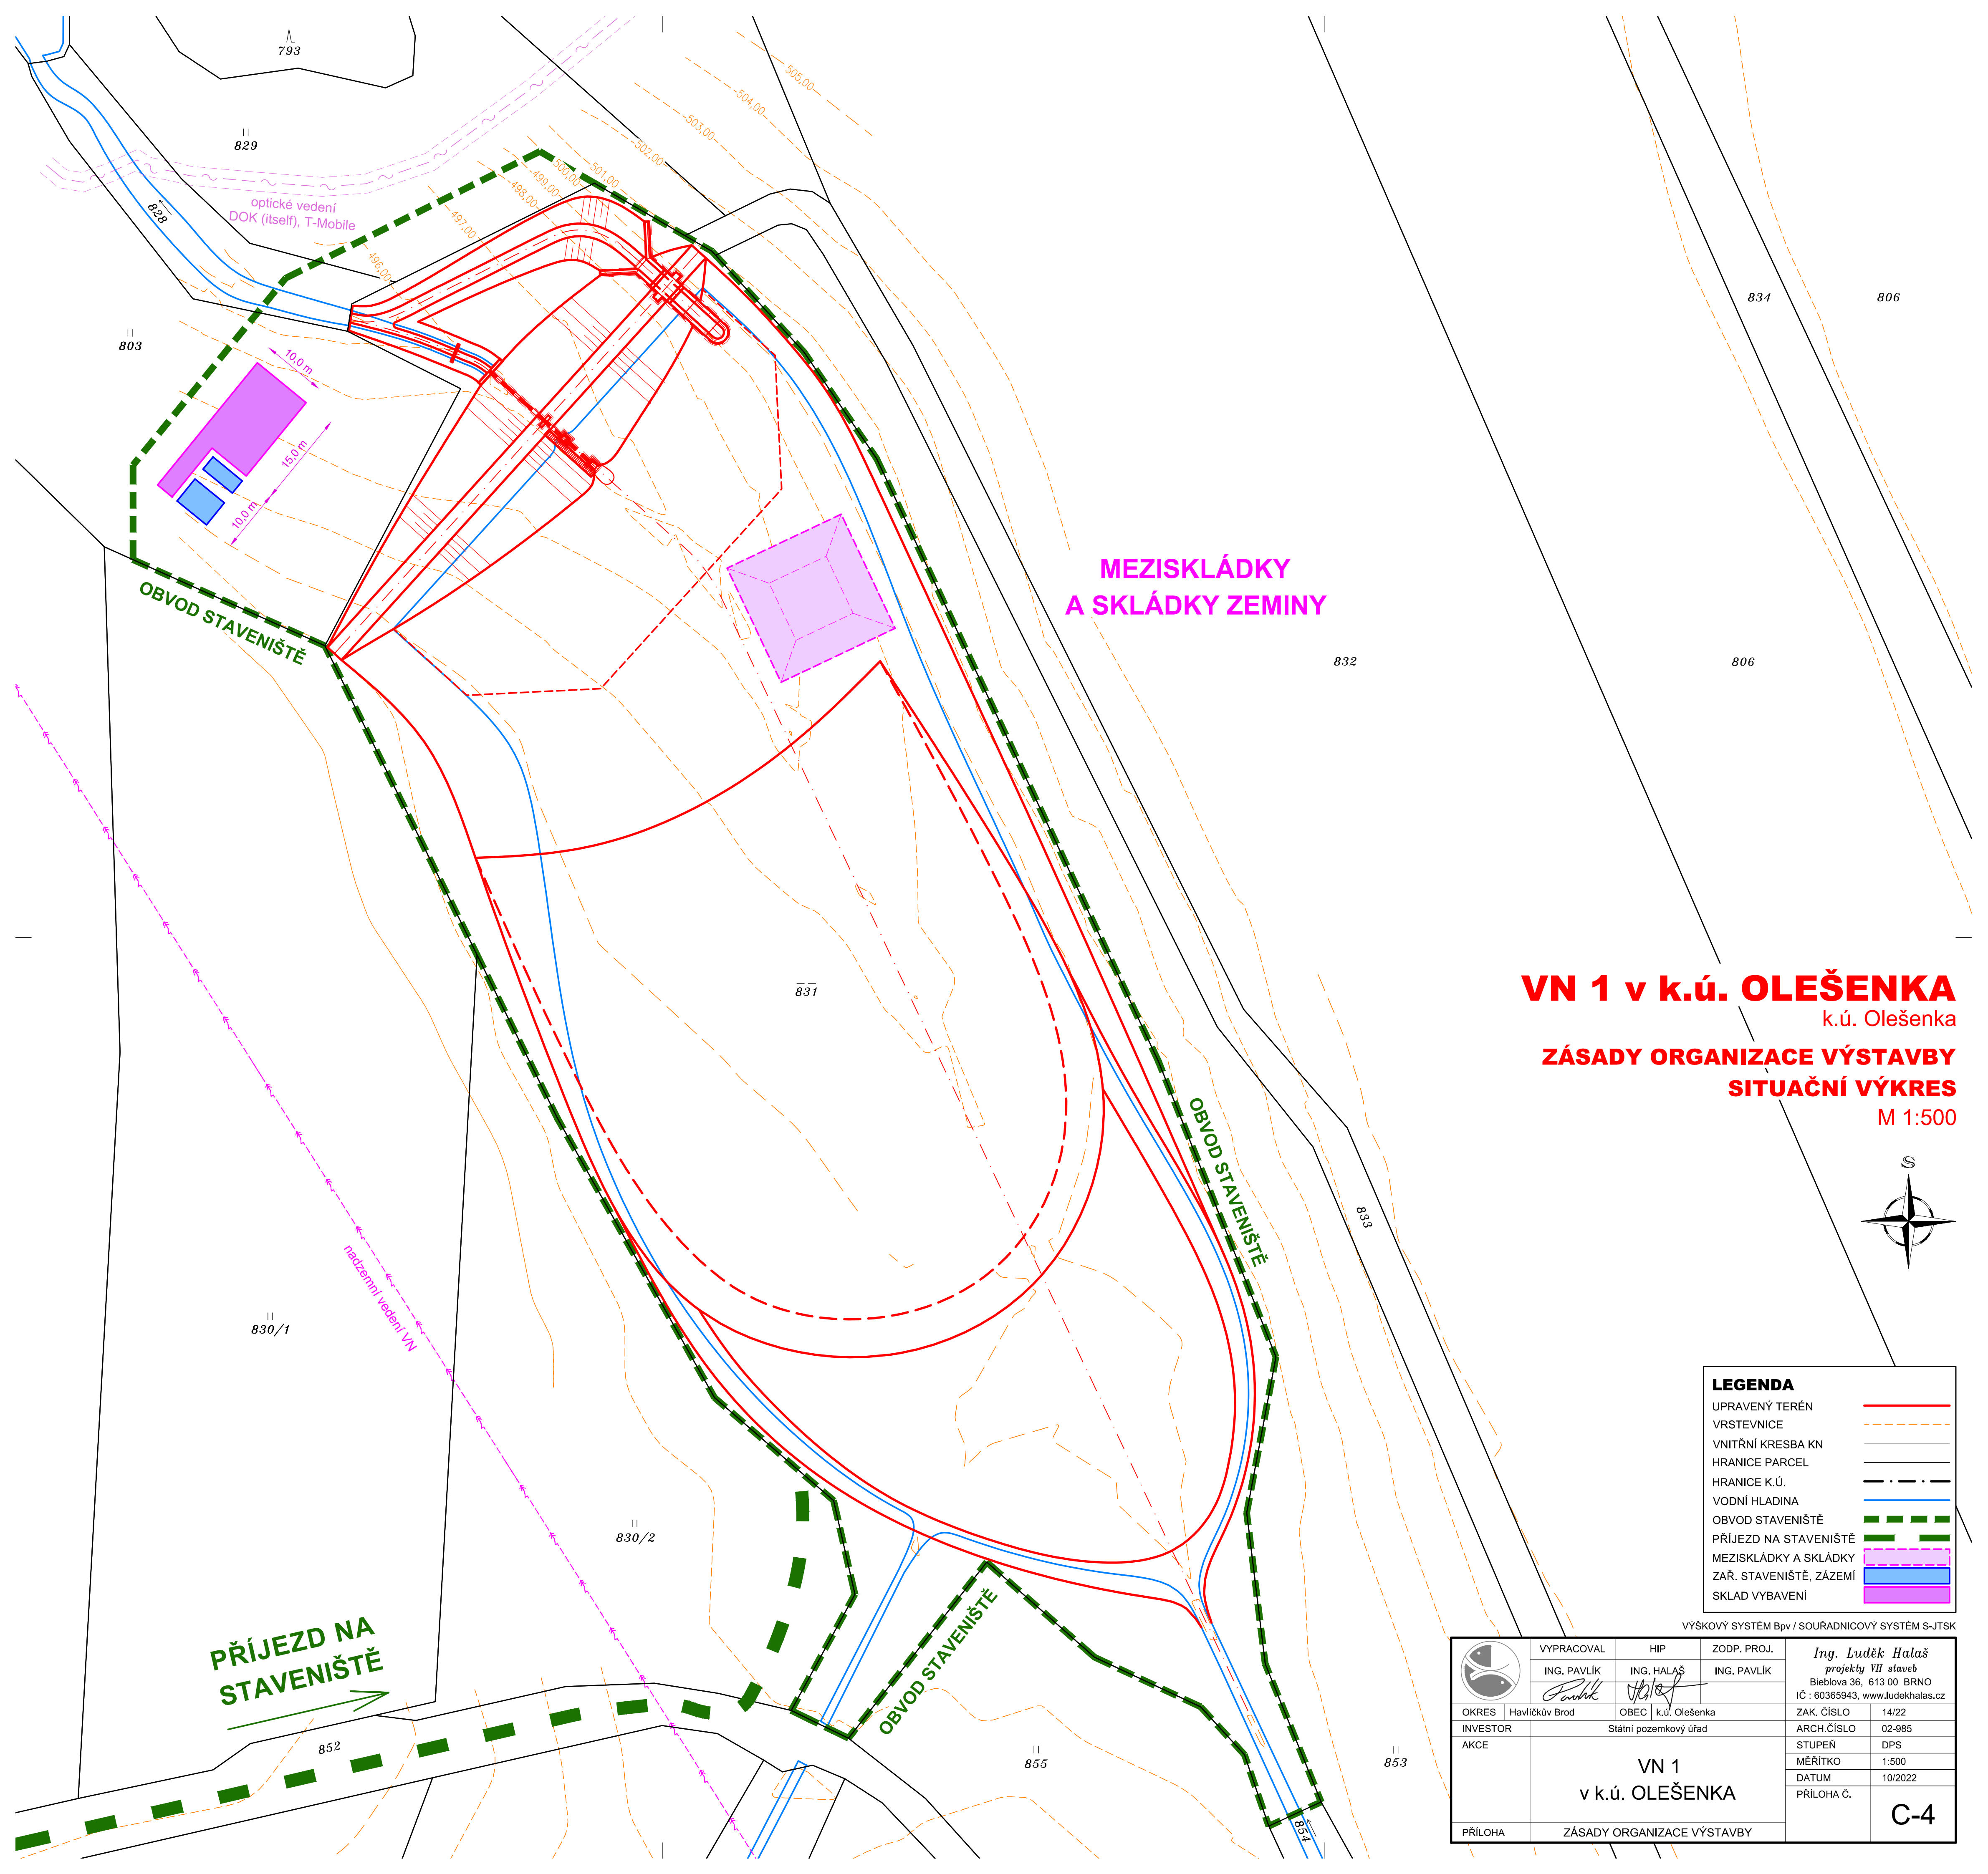 793
829
828
optické vedení
DOK (itself), T-Mobile
505,00
504,00
503,00
502,00
501,00
500,00
499,00
498,00
497,00
496,00
834
806
803
10,0 m
15,0 m
10,0 m
OBVOD STAVENIŠTĚ
MEZISKLÁDKY
A SKLÁDKY ZEMINY
832
806
831
VN 1 v k.ú. OLEŠENKA
k.ú. Olešenka
ZÁSADY ORGANIZACE VÝSTAVBY
SITUAČNÍ VÝKRES
M 1:500
S
OBVOD STAVENIŠTĚ
833
nadzemní vedení VN
830/1
830/2
PŘÍJEZD NA
STAVENIŠTĚ
852
OBVOD STAVENIŠTĚ
855
853
854
LEGENDA
UPRAVENÝ TERÉN
VRSTEVNICE
VNITŘNÍ KRESBA KN
HRANICE PARCEL
HRANICE K.Ú.
VODNÍ HLADINA
OBVOD STAVENIŠTĚ
PŘÍJEZD NA STAVENIŠTĚ
MEZISKLÁDKY A SKLÁDKY
ZAŘ. STAVENIŠTĚ, ZÁZEMÍ
SKLAD VYBAVENÍ
VÝŠKOVÝ SYSTÉM Bpv / SOUŘADNICOVÝ SYSTÉM S-JTSK
VYPRACOVAL HIP ZODP. PROJ.
ING. PAVLÍK ING. HALAŠ ING. PAVLÍK
Ing. Luděk Halaš
projekty VH staveb
Bieblova 36, 613 00 BRNO
IČ : 60365943, www.ludekhalas.cz
OKRES Havlíčkův Brod OBEC k.ú. Olešenka ZAK. ČÍSLO 14/22
INVESTOR Státní pozemkový úřad ARCH.ČÍSLO 02-985
AKCE STUPEŇ DPS
VN 1
v k.ú. OLEŠENKA
MĚŘÍTKO 1:500
DATUM 10/2022
PŘÍLOHA Č.
C-4
PŘÍLOHA ZÁSADY ORGANIZACE VÝSTAVBY